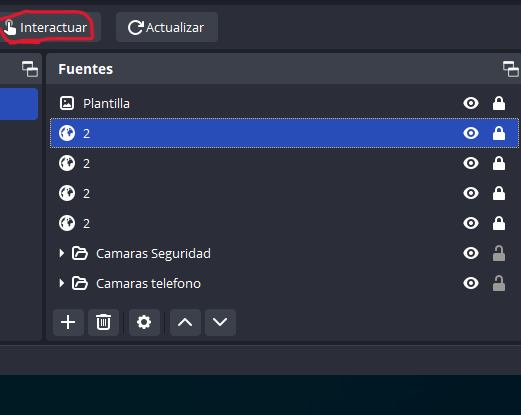 Interactuar
Actualizar
Fuentes
Plantilla
2
2
2
2
Camaras Seguridad
Camaras telefono